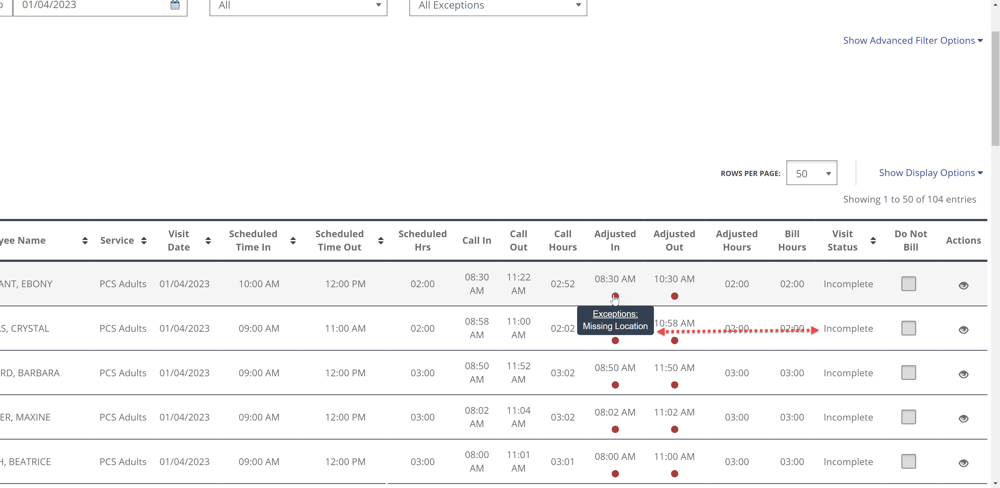 01/04/2023 All All Exceptions
Show Advanced Filter Options
ROWS PER PAGE: 50 Show Display Options
Showing 1 to 50 of 104 entries
yee Name Service Visit Date Scheduled Time In Scheduled Time Out Scheduled Hrs Call In Call Out Call Hours Adjusted In Adjusted Out Adjusted Hours Bill Hours Visit Status Do Not Bill Actions
ANT, EBONY PCS Adults 01/04/2023 10:00 AM 12:00 PM 02:00 08:30 AM 11:22 AM 02:52 08:30 AM 10:30 AM 02:00 02:00 Incomplete
Exceptions:
Missing Location
S, CRYSTAL PCS Adults 01/04/2023 09:00 AM 11:00 AM 02:00 08:58 AM 11:00 AM 02:02 10:58 AM 02:00 02:00 Incomplete
RD, BARBARA PCS Adults 01/04/2023 09:00 AM 12:00 PM 03:00 08:50 AM 11:52 AM 03:02 08:50 AM 11:50 AM 03:00 03:00 Incomplete
ER, MAXINE PCS Adults 01/04/2023 09:00 AM 12:00 PM 03:00 08:02 AM 11:04 AM 03:02 08:02 AM 11:02 AM 03:00 03:00 Incomplete
H, BEATRICE PCS Adults 01/04/2023 09:00 AM 12:00 PM 03:00 08:00 AM 11:01 AM 03:01 08:00 AM 11:00 AM 03:00 03:00 Incomplete